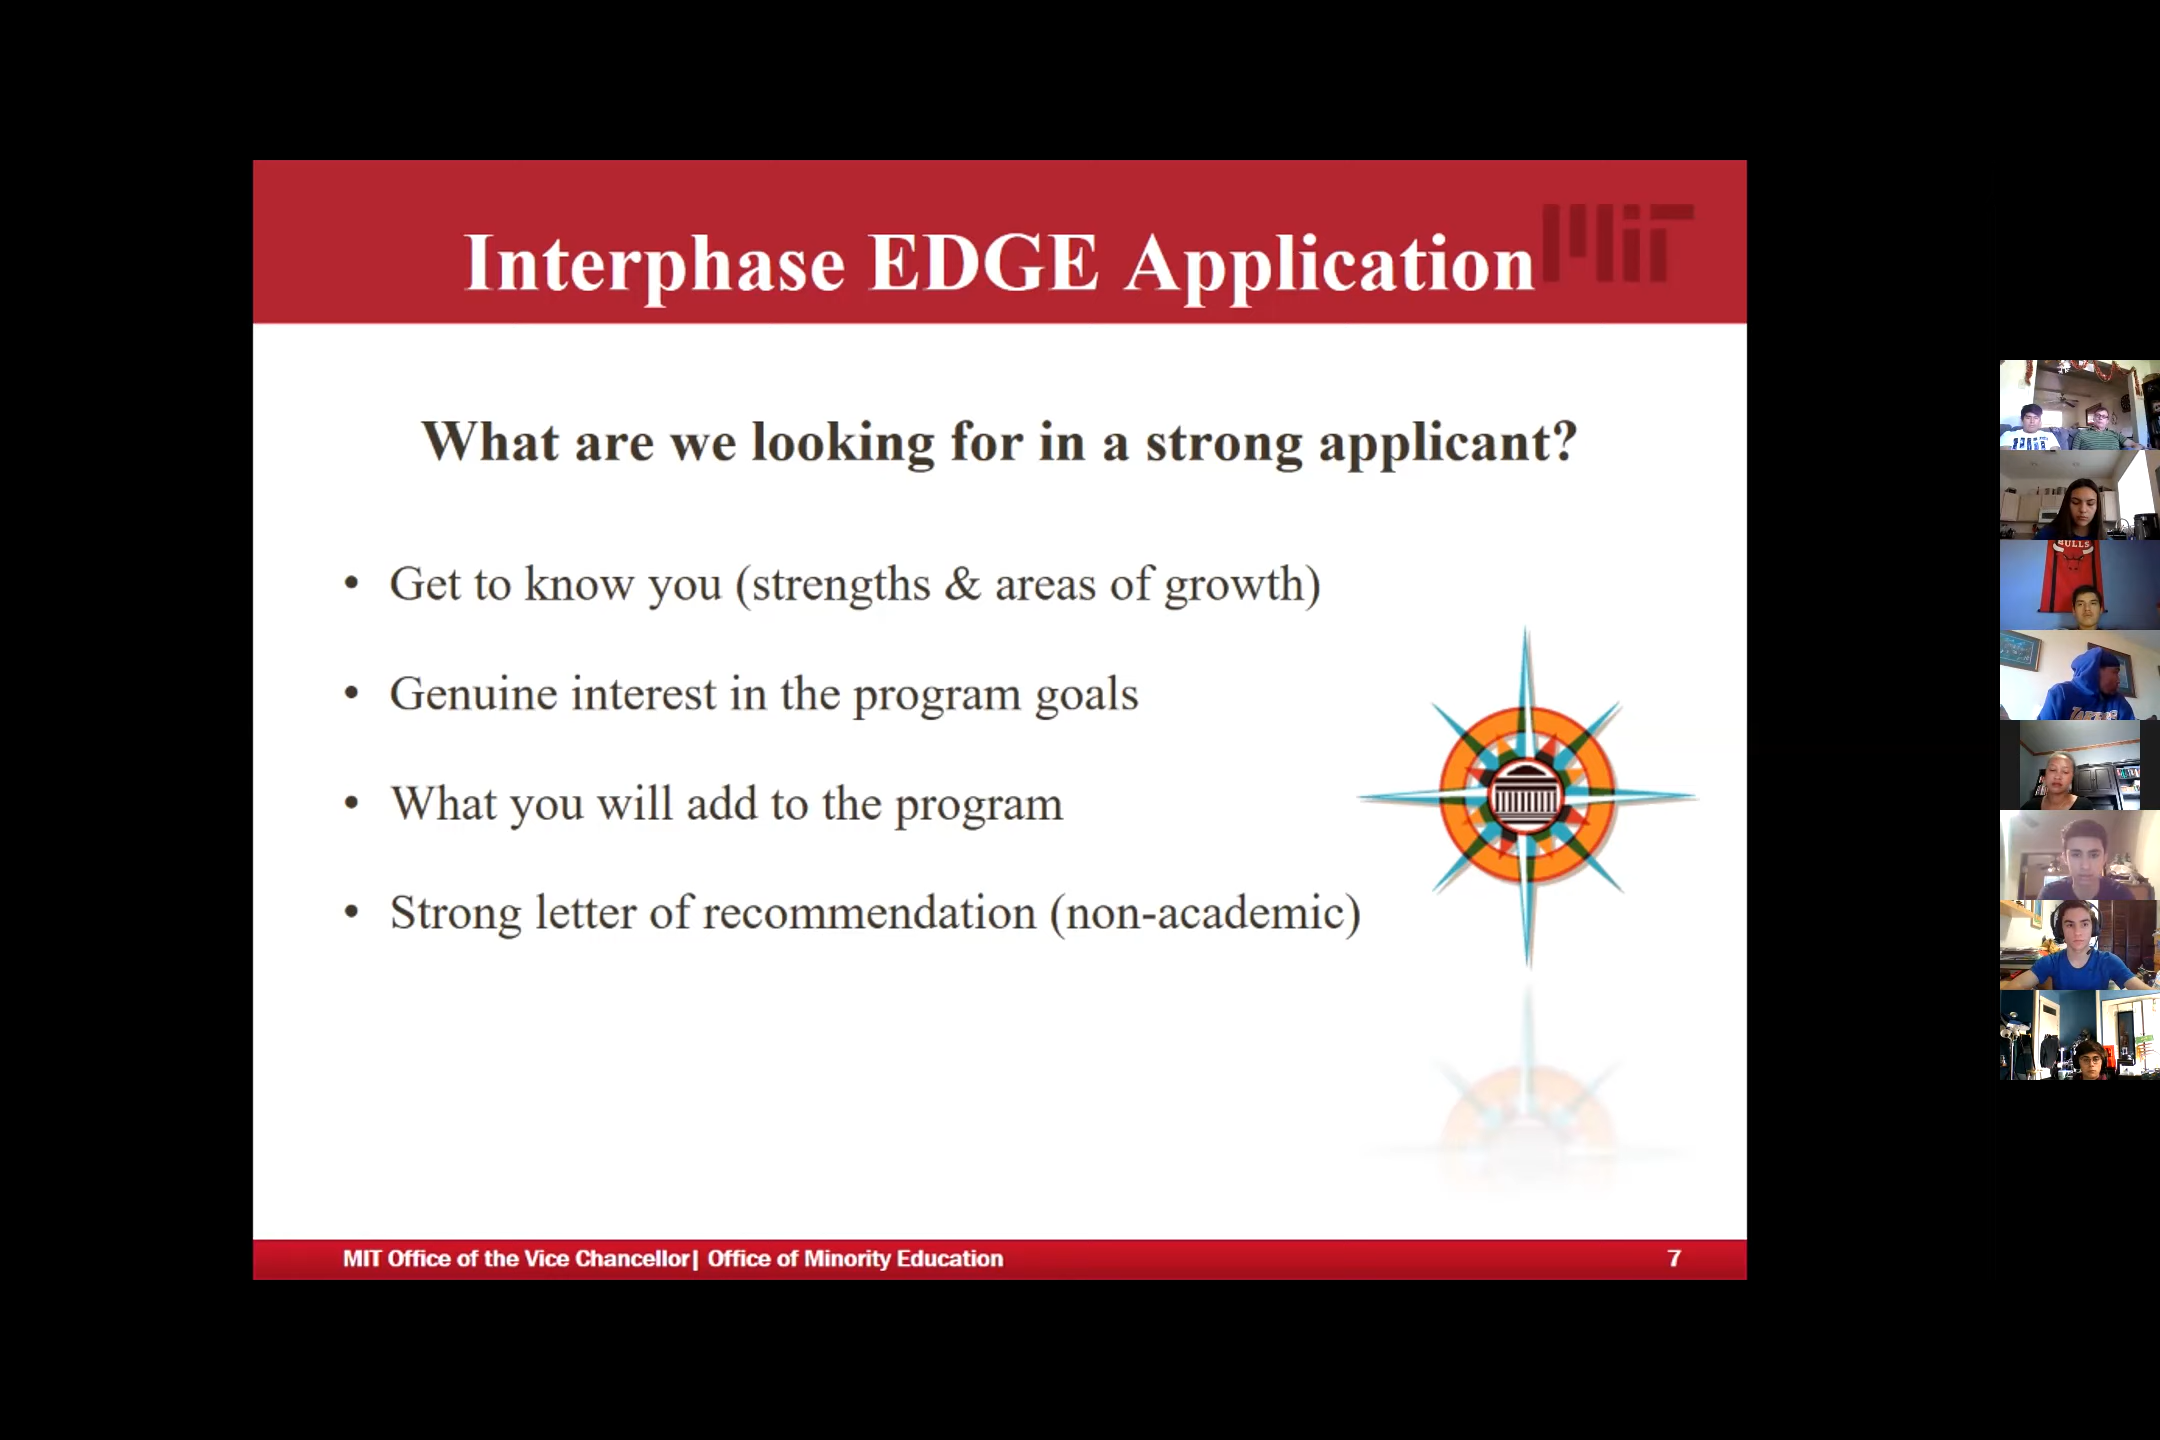 Interphase EDGE Application
MIT
What are we looking for in a strong applicant?
• Get to know you (strengths & areas of growth)
• Genuine interest in the program goals
• What you will add to the program
• Strong letter of recommendation (non-academic)
MIT Office of the Vice Chancellor| Office of Minority Education
7
BULLS